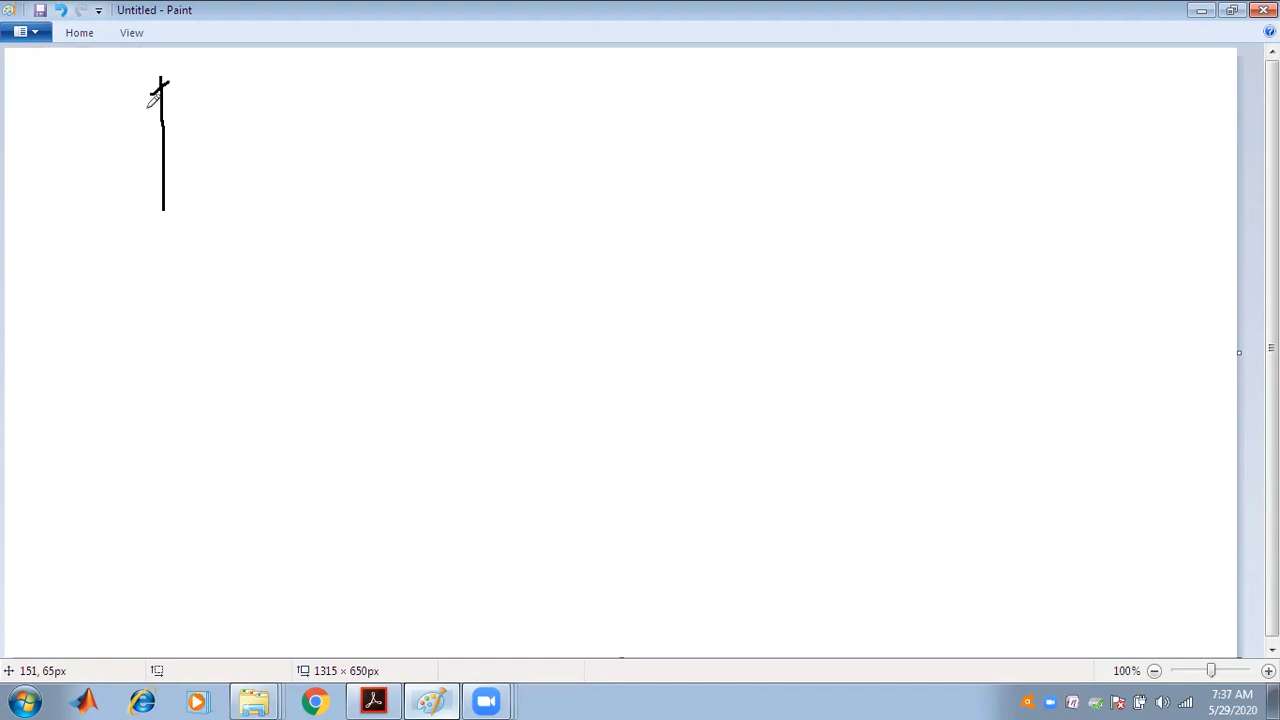 Untitled - Paint
Home View
151, 65px
1315 × 650px
100%
7:37 AM
5/29/2020